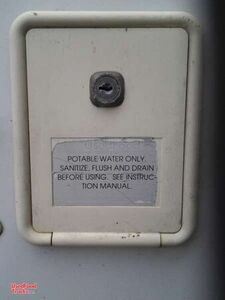 POTABLE WATER ONLY.
SANITIZE, FLUSH AND DRAIN
BEFORE USING. SEE INSTRUC-
TION MANUAL.